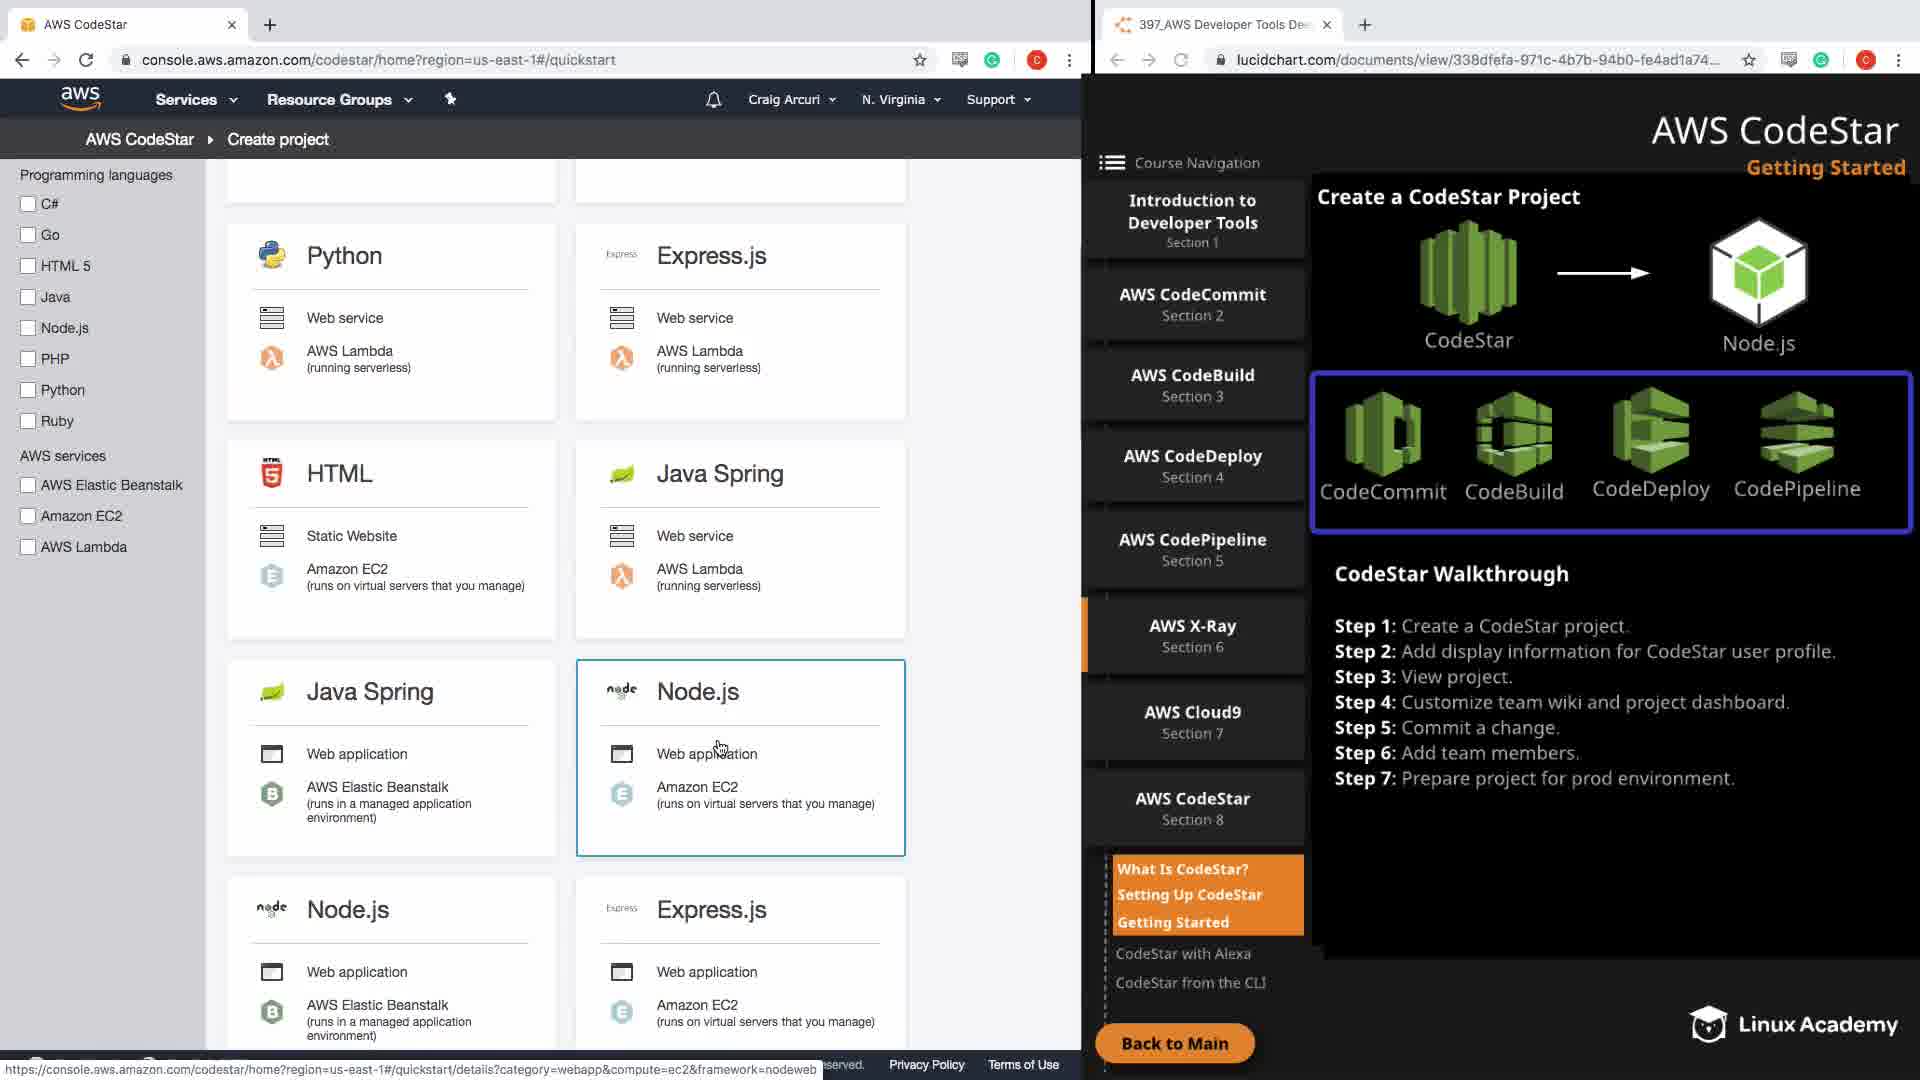 AWS CodeStar
console.aws.amazon.com/codestar/home?region=us-east-1#/quickstart
aws
Services
Resource Groups
Craig Arcuri
N. Virginia
Support
AWS CodeStar
Create project
Programming languages
C#
Go
HTML 5
Java
Node.js
PHP
Python
Ruby
AWS services
AWS Elastic Beanstalk
Amazon EC2
AWS Lambda
Python
Web service
AWS Lambda
(running serverless)
Express
Express.js
Web service
AWS Lambda
(running serverless)
HTML
5
HTML
Static Website
E
Amazon EC2
(runs on virtual servers that you manage)
Java Spring
Web service
AWS Lambda
(running serverless)
Java Spring
Web application
B
AWS Elastic Beanstalk
(runs in a managed application
environment)
node
Node.js
Web application
E
Amazon EC2
(runs on virtual servers that you manage)
node
Node.js
Web application
B
AWS Elastic Beanstalk
(runs in a managed application
environment)
Express
Express.js
Web application
E
Amazon EC2
(runs on virtual servers that you manage)
Privacy Policy
Terms of Use
https://console.aws.amazon.com/codestar/home?region=us-east-1#/quickstart/details?category=webapp&compute=ec2&framework=nodeweb
397_AWS Developer Tools
C
lucidchart.com/documents/view/338dfefa-971c-4b7b-94b0-fe4ad1a74...
C
AWS CodeStar
Getting Started
Course Navigation
Introduction to
Developer Tools
Section 1
AWS CodeCommit
Section 2
AWS CodeBuild
Section 3
AWS CodeDeploy
Section 4
AWS CodePipeline
Section 5
AWS X-Ray
Section 6
AWS Cloud9
Section 7
AWS CodeStar
Section 8
What Is CodeStar?
Setting Up CodeStar
Getting Started
CodeStar with Alexa
CodeStar from the CLI
Back to Main
Create a CodeStar Project
CodeStar
Node.js
CodeCommit
CodeBuild
CodeDeploy
CodePipeline
CodeStar Walkthrough
Step 1: Create a CodeStar project.
Step 2: Add display information for CodeStar user profile.
Step 3: View project.
Step 4: Customize team wiki and project dashboard.
Step 5: Commit a change.
Step 6: Add team members.
Step 7: Prepare project for prod environment.
Linux Academy